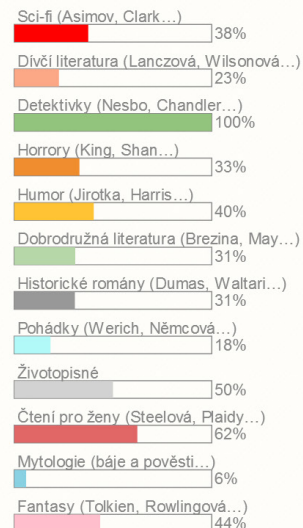 Sci-fi (Asimov, Clark...)
38%
Dívčí literatura (Lanczová, Wilsonová...)
23%
Detektivky (Nesbo, Chandler...)
100%
Horrory (King, Shan...)
33%
Humor (Jirotka, Harris...)
40%
Dobrodružná literatura (Brezina, May...)
31%
Historické romány (Dumas, Waltari...)
31%
Pohádky (Werich, Němcová...)
18%
Životopisné
50%
Čtení pro ženy (Steelová, Plaidy...)
62%
Mytologie (báje a pověsti...)
6%
Fantasy (Tolkien, Rowlingová...)
44%